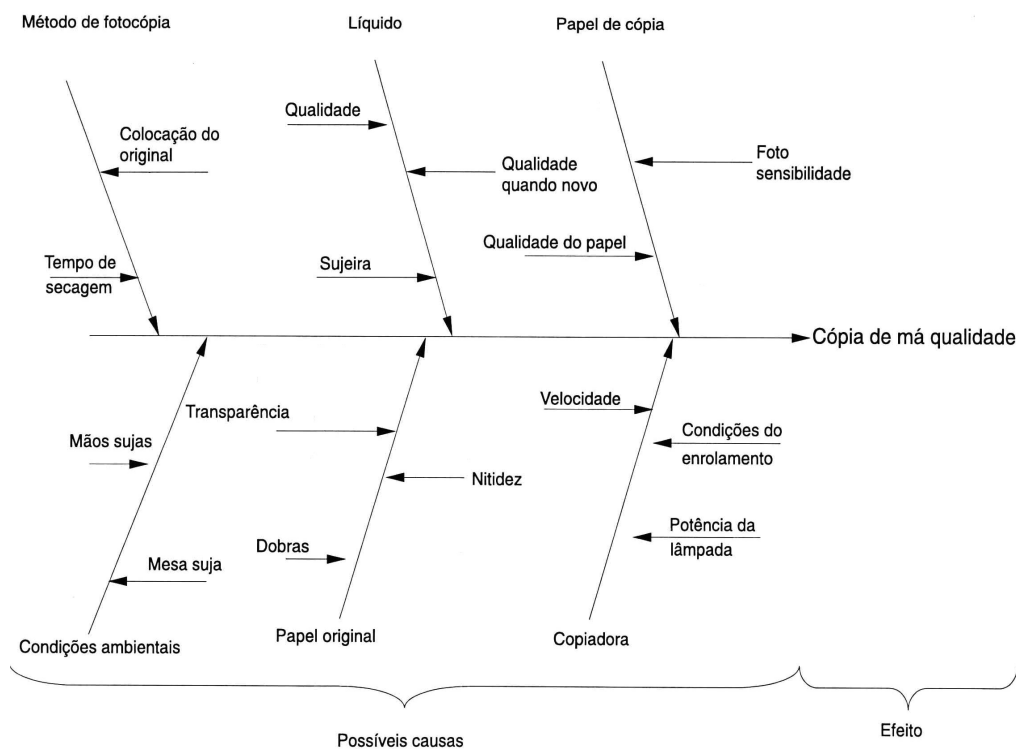 Método de fotocópia
Líquido
Papel de cópia
Qualidade
Colocação do
original
Qualidade
quando novo
Foto
sensibilidade
Tempo de
secagem
Sujeira
Qualidade do papel
Cópia de má qualidade
Velocidade
Transparência
Mãos sujas
Condições do
enrolamento
Nitidez
Potência da
lâmpada
Dobras
Mesa suja
Condições ambientais
Papel original
Copiadora
Possíveis causas
Efeito